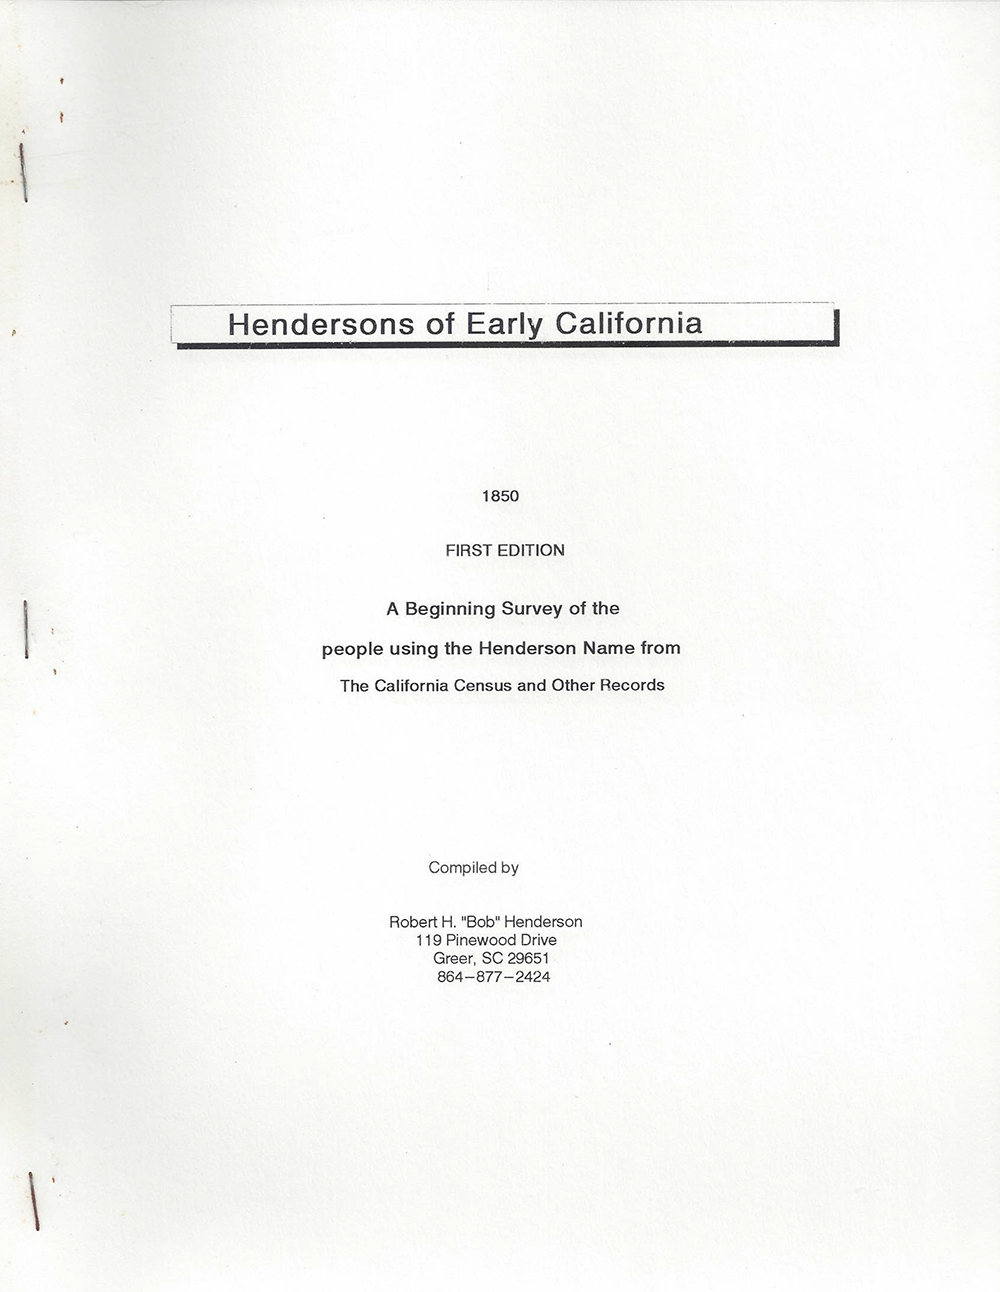 Hendersons of Early California
1850
FIRST EDITION
A Beginning Survey of the
people using the Henderson Name from
The California Census and Other Records
Compiled by
Robert H. "Bob" Henderson
119 Pinewood Drive
Greer, SC 29651
864–877–2424